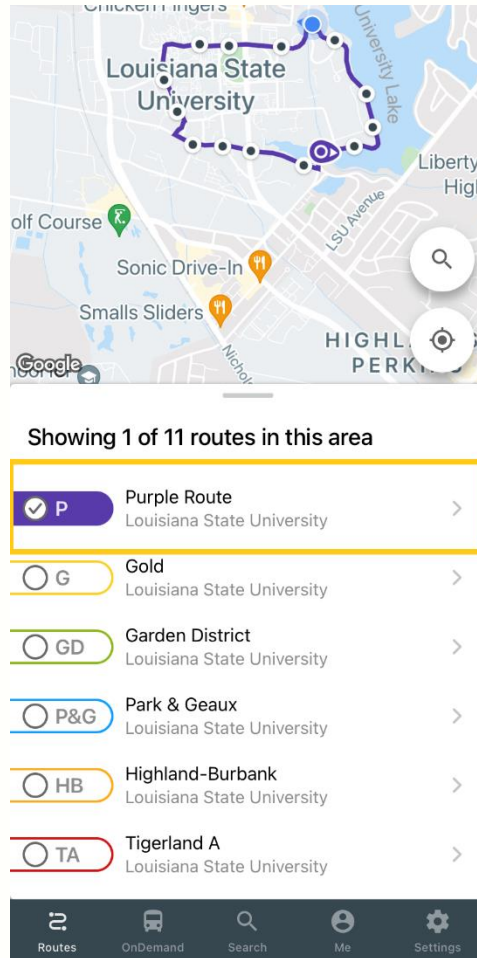 Chicken Fingers
Louisiana State
University
University Lake
Liberty
Hig
olf Course
LSU Avenue
Sonic Drive-In
Smalls Sliders
HIGHL
PERK
Nicho
Google
Showing 1 of 11 routes in this area
P
Purple Route
Louisiana State University
G
Gold
Louisiana State University
GD
Garden District
Louisiana State University
P&G
Park & Geaux
Louisiana State University
HB
Highland-Burbank
Louisiana State University
TA
Tigerland A
Louisiana State University
Routes
OnDemand
Search
Me
Settings